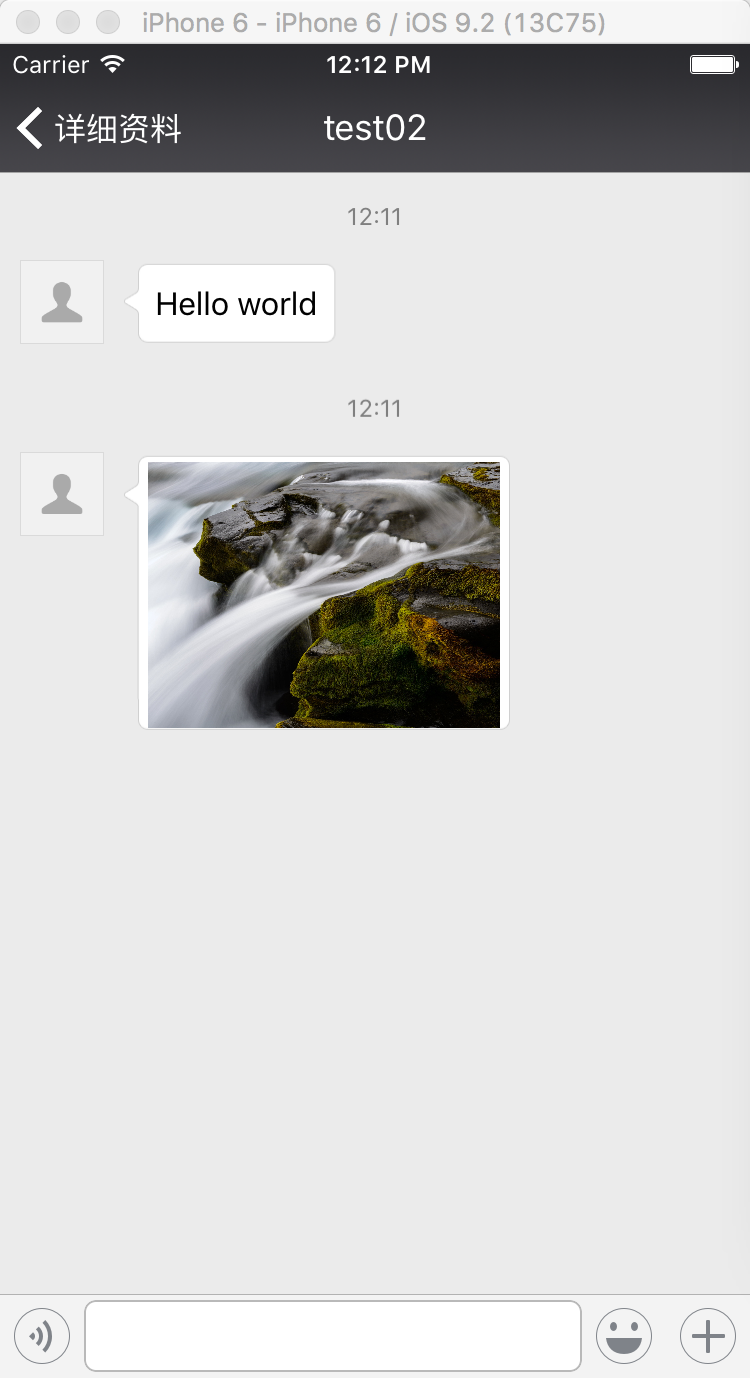 iPhone 6 - iPhone 6 / iOS 9.2 (13C75)
Carrier 12:12 PM
详细资料 test02
12:11
Hello world
12:11